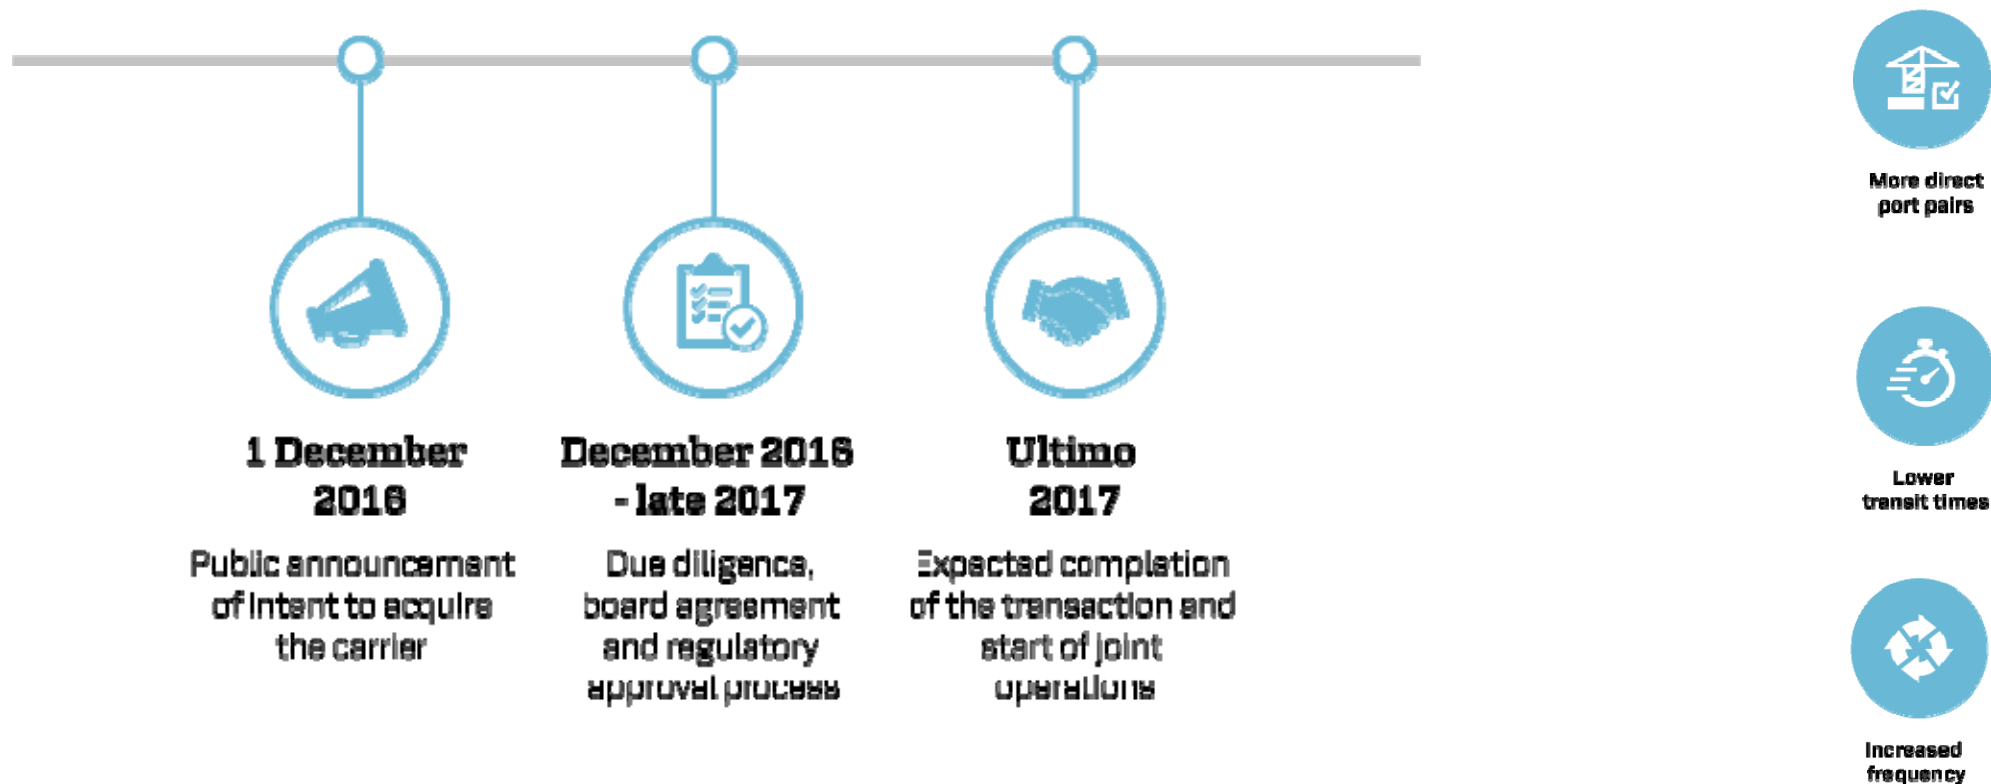 1 December
2016
Public announcement
of intent to acquire
the carrier
December 2016
- late 2017
Due diligence,
board agreement
and regulatory
approval process
Ultimo
2017
Expected completion
of the transaction and
start of joint
operations
More direct
port pairs
Lower
transit times
Increased
frequency